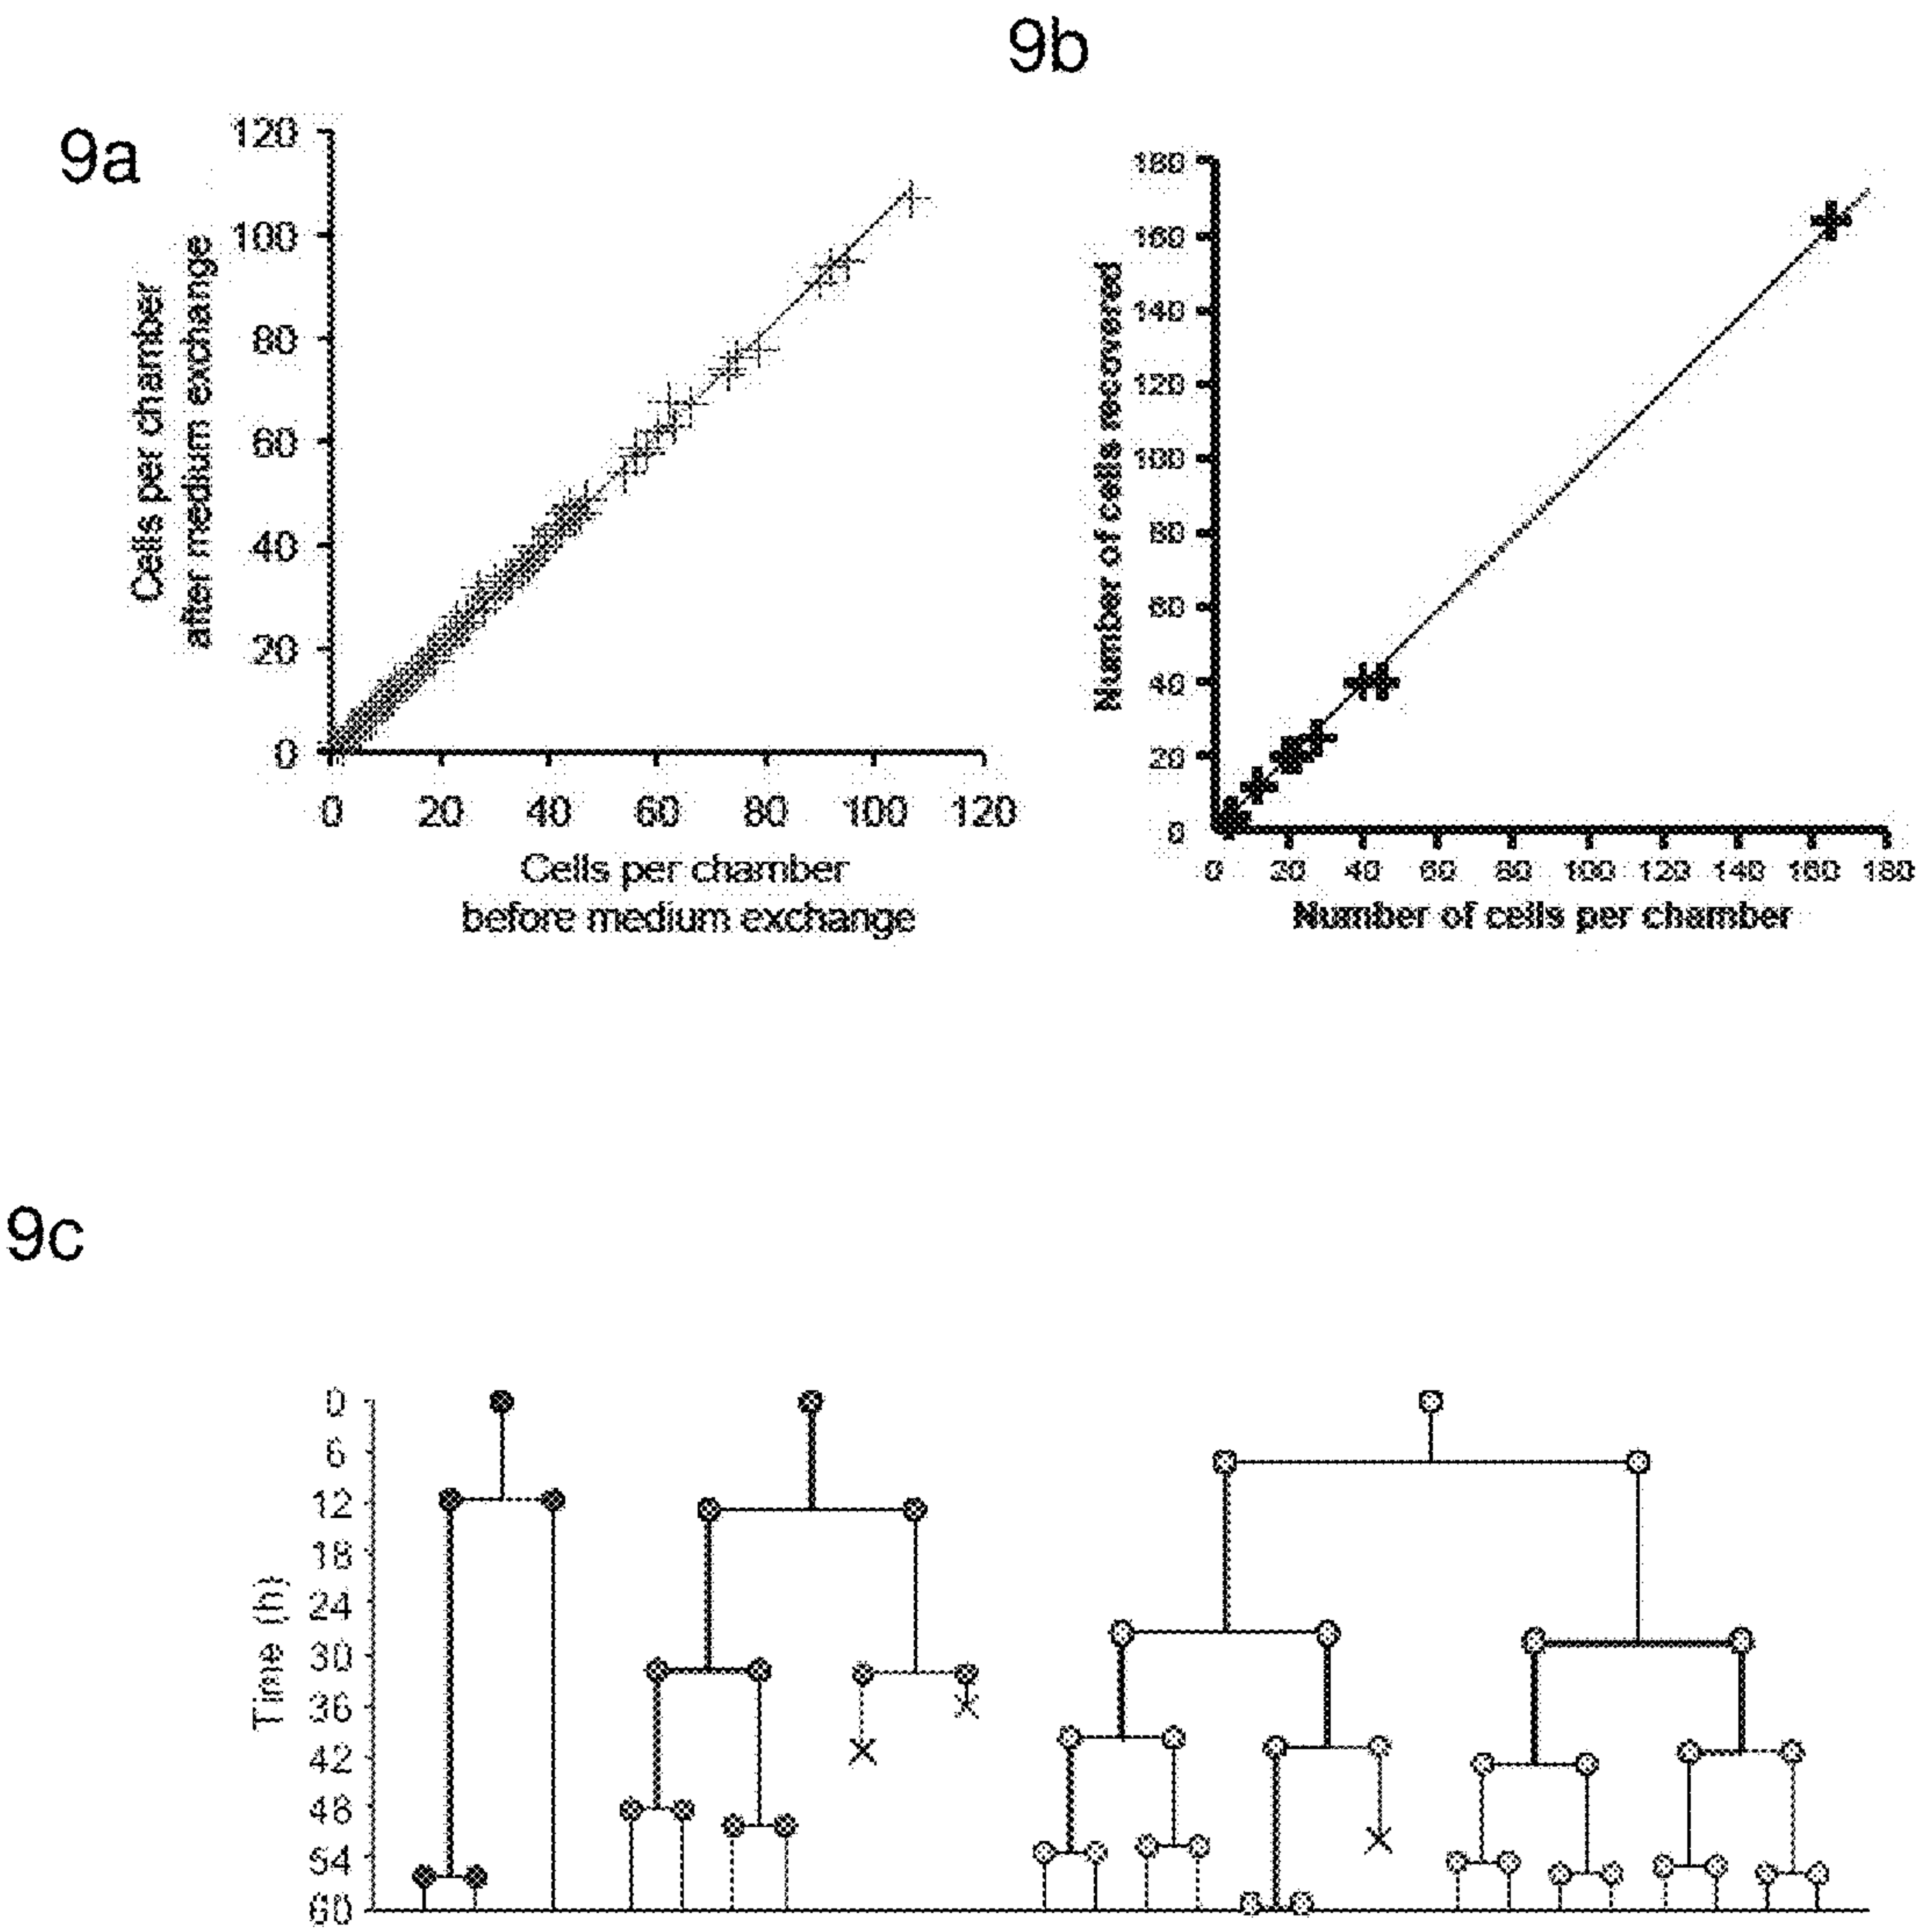 9b
9a
120
100
80
60
40
20
0
Cells per chamber
after medium exchange
0 20 40 60 80 100 120
Cells per chamber
before medium exchange
180
160
140
120
100
80
60
40
20
0
Number of cells recovered
0 20 40 60 80 100 120 140 160 180
Number of cells per chamber
9c
0
6
12
18
24
30
36
42
48
54
60
Time (h)